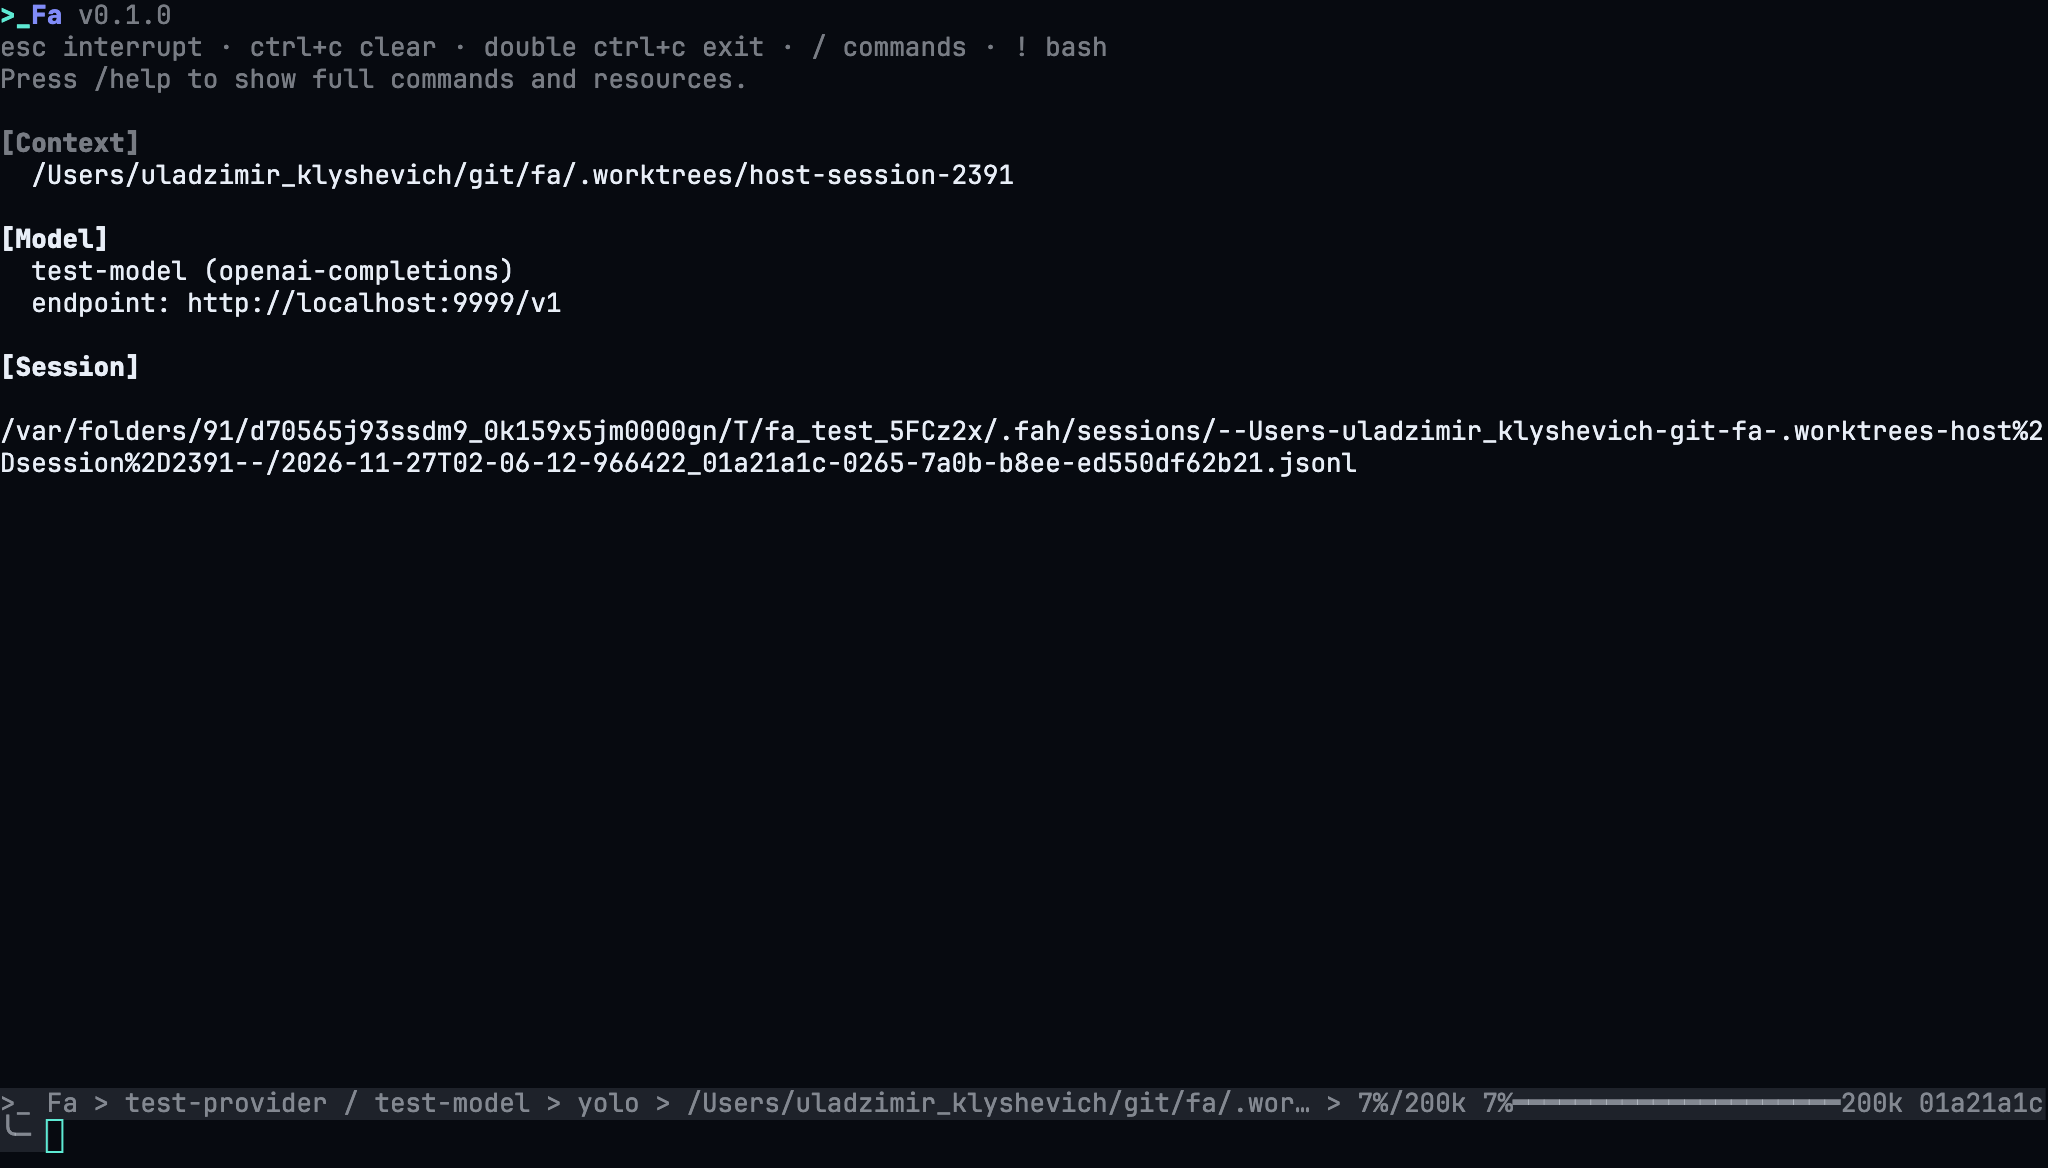 >_Fa v0.1.0
esc interrupt · ctrl+c clear · double ctrl+c exit · / commands · ! bash
Press /help to show full commands and resources.
[Context]
/Users/uladzimir_klyshevich/git/fa/.worktrees/host-session-2391
[Model]
test-model (openai-completions)
endpoint: http://localhost:9999/v1
[Session]
/var/folders/91/d70565j93ssdm9_0k159x5jm0000gn/T/fa_test_5FCz2x/.fah/sessions/--Users-uladzimir_klyshevich-git-fa-.worktrees-host%2
Dsession%2D2391--/2026-11-27T02-06-12-966422_01a21a1c-0265-7a0b-b8ee-ed550df62b21.jsonl
>_ Fa > test-provider / test-model > yolo > /Users/uladzimir_klyshevich/git/fa/.wor… > 7%/200k 7%━━━━━━━━━━━━━━━━━━━━━200k 01a21a1c